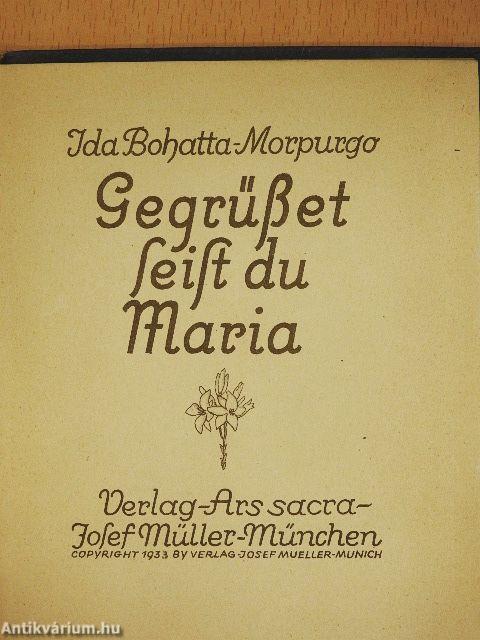 Ida Bohatta-Morpurgo
Gegrüßet
ſeiſt du
Maria
Verlag-Ars sacra-
Joſef Müller-München
COPYRIGHT 1933 BY VERLAG-JOSEF MUELLER-MUNICH
Antikvárium.hu